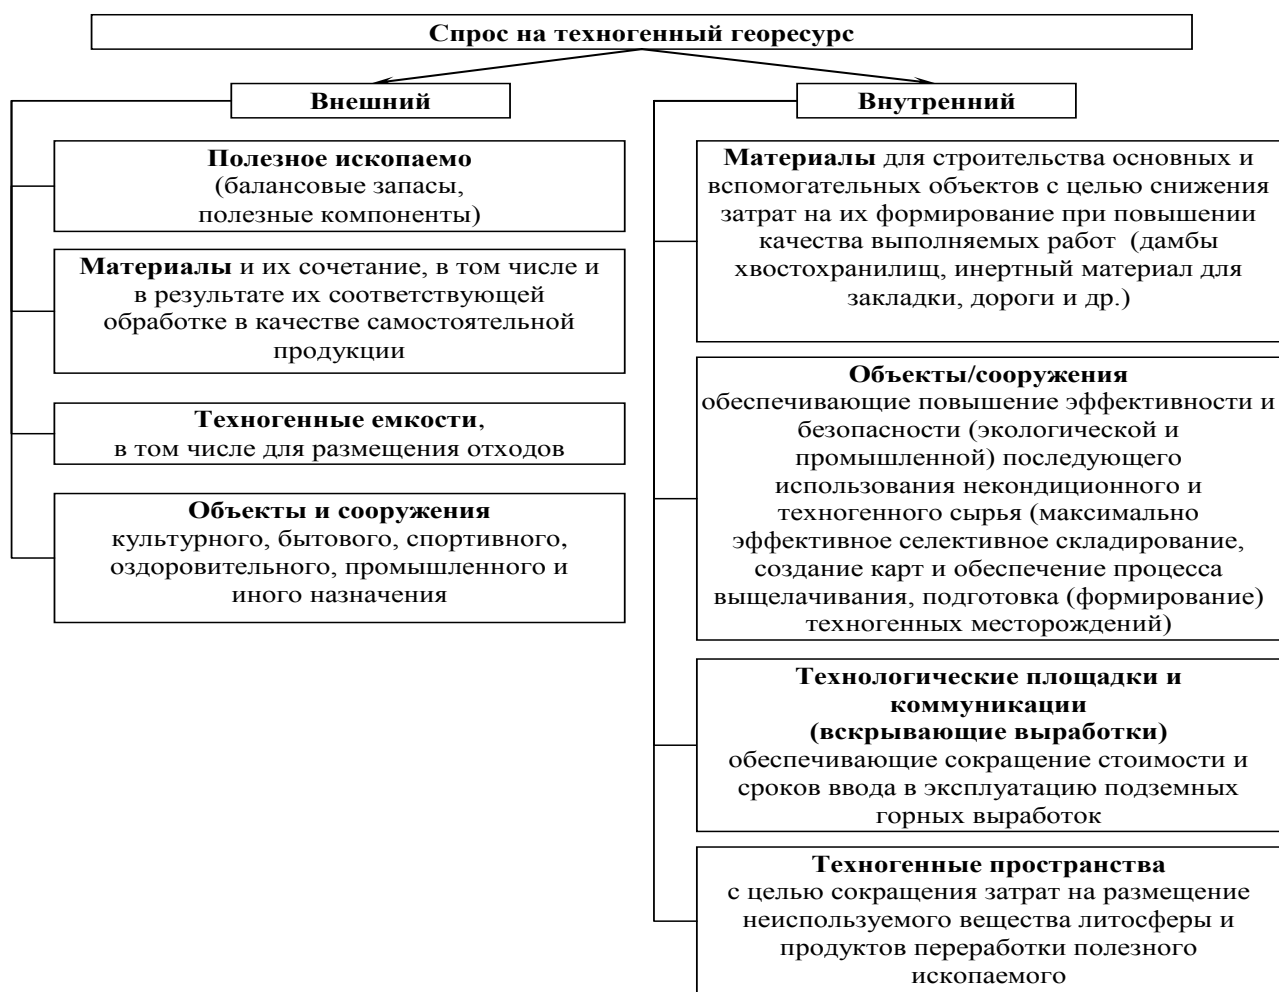 Спрос на техногенный георесурс
Внешний
Полезное ископаемо
(балансовые запасы,
полезные компоненты)
Материалы и их сочетание, в том числе и
в результате их соответствующей
обработке в качестве самостоятельной
продукции
Техногенные емкости,
в том числе для размещения отходов
Объекты и сооружения
культурного, бытового, спортивного,
оздоровительного, промышленного и
иного назначения
Внутренний
Материалы для строительства основных и
вспомогательных объектов с целью снижения
затрат на их формирование при повышении
качества выполняемых работ (дамбы
хвостохранилищ, инертный материал для
закладки, дороги и др.)
Объекты/сооружения
обеспечивающие повышение эффективности и
безопасности (экологической и
промышленной) последующего
использования некондиционного и
техногенного сырья (максимально
эффективное селективное складирование,
создание карт и обеспечение процесса
выщелачивания, подготовка (формирование)
техногенных месторождений)
Технологические площадки и
коммуникации
(вскрывающие выработки)
обеспечивающие сокращение стоимости и
сроков ввода в эксплуатацию подземных
горных выработок
Техногенные пространства
с целью сокращения затрат на размещение
неиспользуемого вещества литосферы и
продуктов переработки полезного
ископаемого